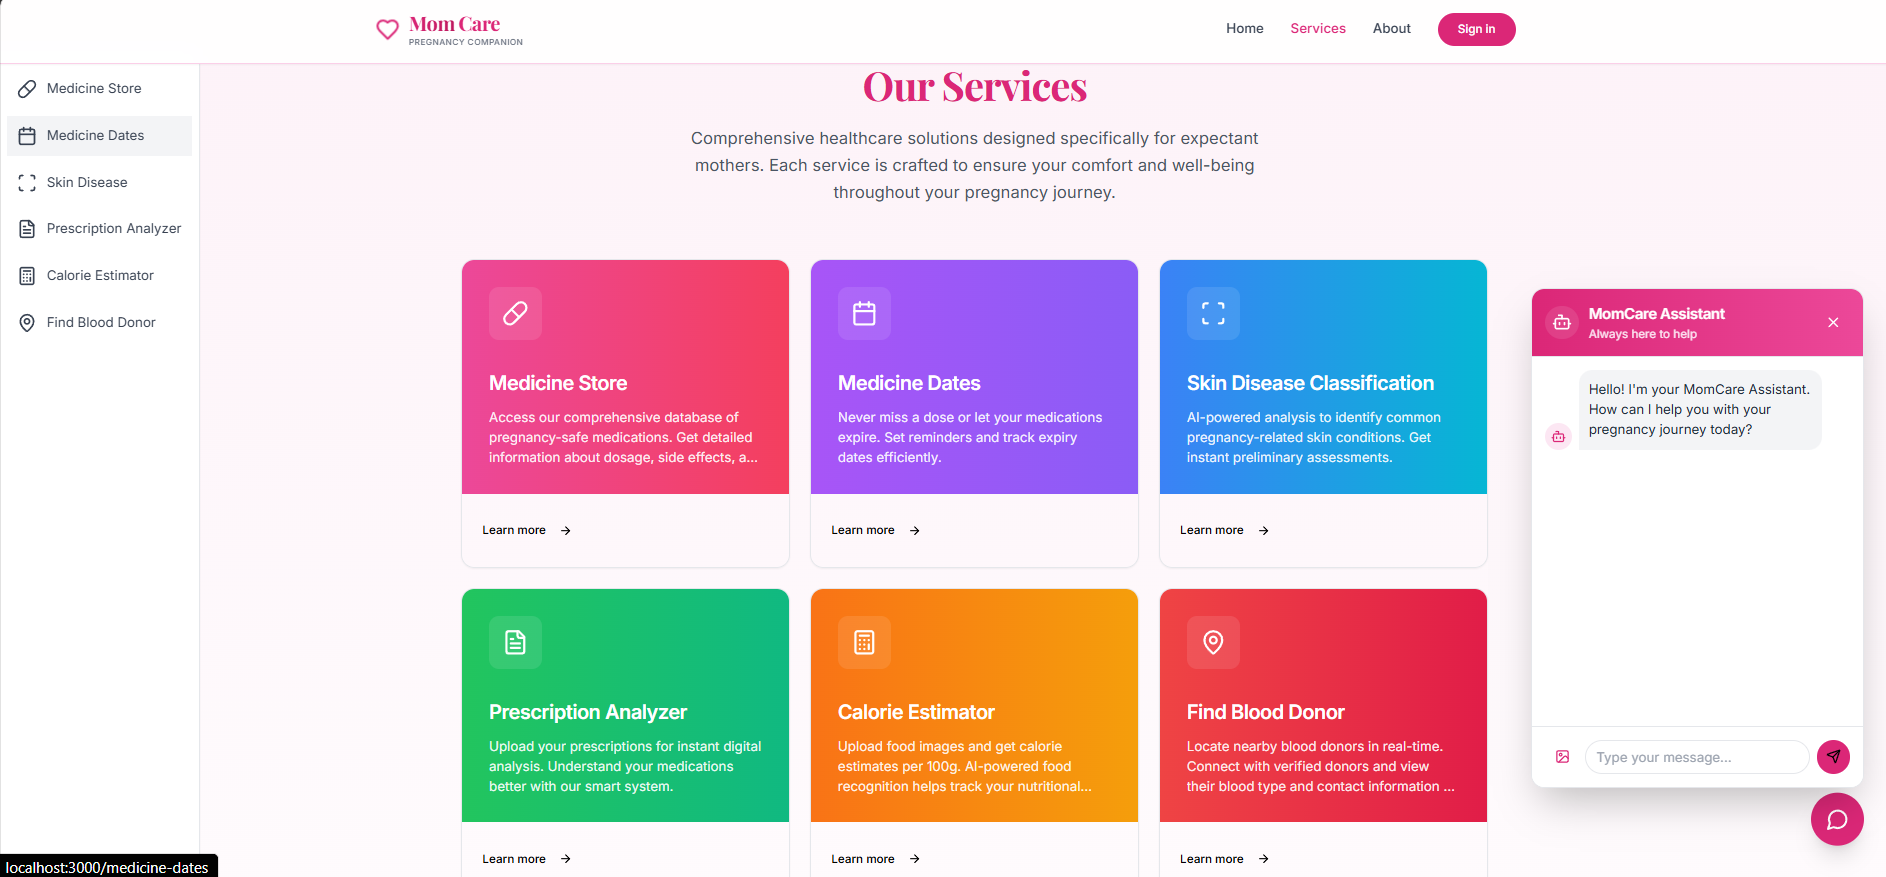 Mom Care
PREGNANCY COMPANION
Home
Services
About
Sign in
Medicine Store
Medicine Dates
Skin Disease
Prescription Analyzer
Calorie Estimator
Find Blood Donor
Our Services
Comprehensive healthcare solutions designed specifically for expectant
mothers. Each service is crafted to ensure your comfort and well-being
throughout your pregnancy journey.
Medicine Store
Access our comprehensive database of
pregnancy-safe medications. Get detailed
information about dosage, side effects, a...
Learn more
Medicine Dates
Never miss a dose or let your medications
expire. Set reminders and track expiry
dates efficiently.
Learn more
Skin Disease Classification
AI-powered analysis to identify common
pregnancy-related skin conditions. Get
instant preliminary assessments.
Learn more
Prescription Analyzer
Upload your prescriptions for instant digital
analysis. Understand your medications
better with our smart system.
Learn more
Calorie Estimator
Upload food images and get calorie
estimates per 100g. AI-powered food
recognition helps track your nutritional...
Learn more
Find Blood Donor
Locate nearby blood donors in real-time.
Connect with verified donors and view
their blood type and contact information ...
Learn more
MomCare Assistant
Always here to help
Hello! I'm your MomCare Assistant.
How can I help you with your
pregnancy journey today?
Type your message...
localhost:3000/medicine-dates